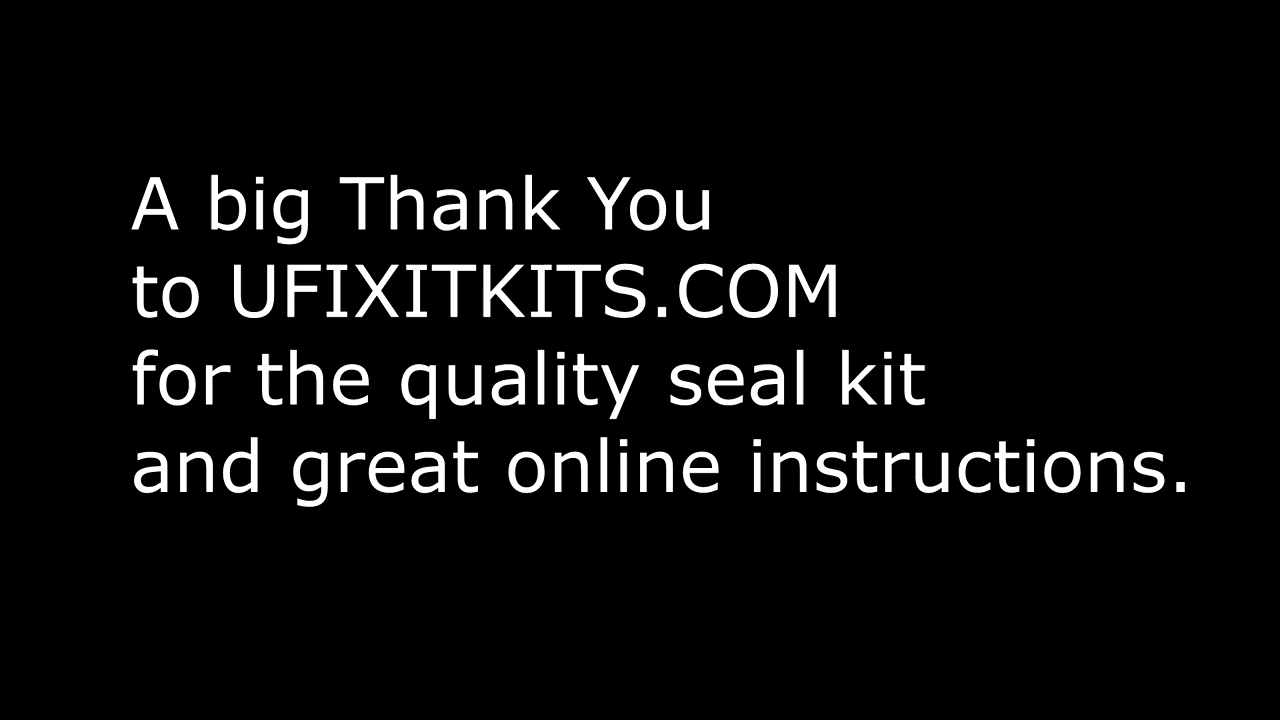 A big Thank You
to UFIXITKITS.COM
for the quality seal kit
and great online instructions.